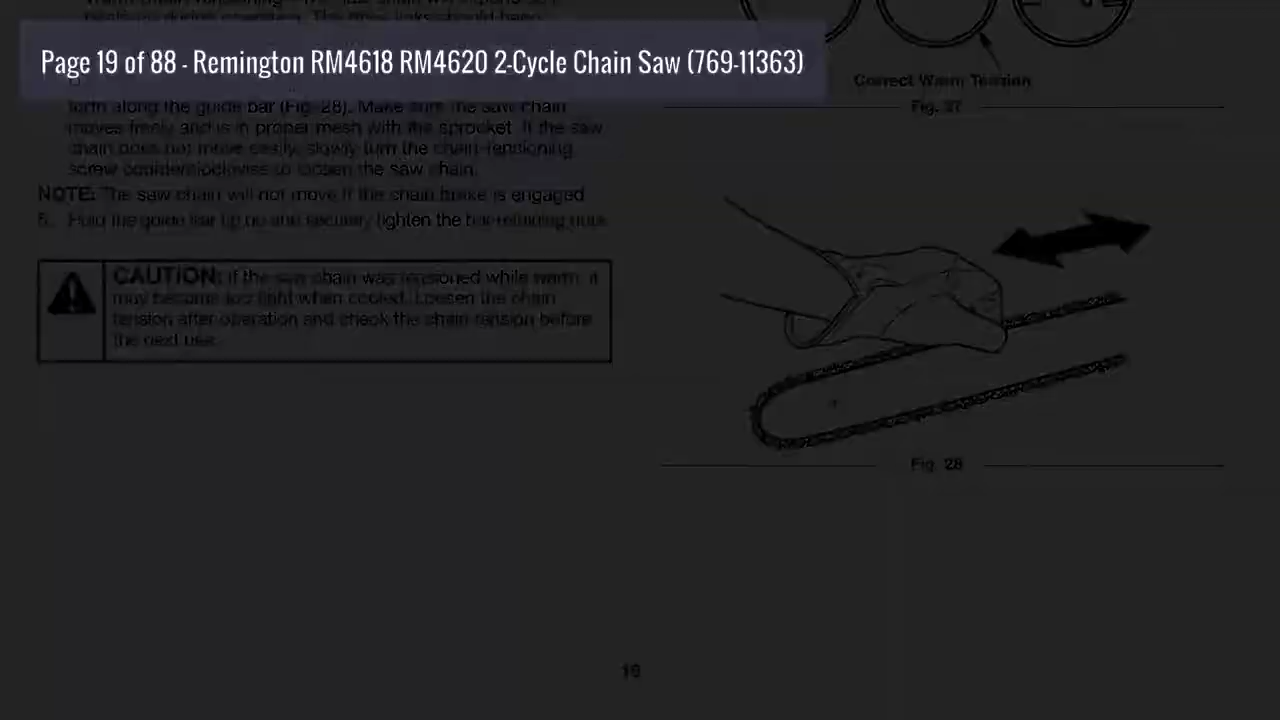 Page 19 of 88 - Remington RM4618 RM4620 2-Cycle Chain Saw (769-11363)
forth along the guide bar (Fig. 28). Make sure the saw chain
moves freely and is in proper mesh with the sprocket. If the saw
chain does not move easily, slowly turn the chain-tensioning
screw counterclockwise to loosen the saw chain.
NOTE: The saw chain will not move if the chain brake is engaged.
Hold the guide bar tip up and securely tighten the bar-retaining nuts.
CAUTION: If the saw chain was tensioned while warm, it
may become too tight when cooled. Loosen the chain
tension after operation and check the chain tension before
the next use.
Correct Warm Tension
Fig. 27
Fig. 28